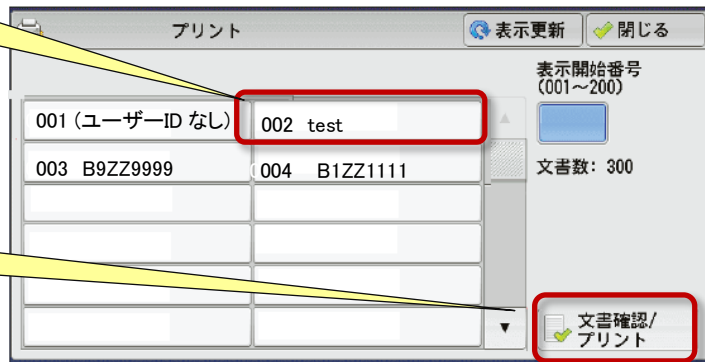 プリント
表示更新
閉じる
表示開始番号
(001～200)
001 (ユーザーID なし)
002 test
003 B9ZZ9999
004 B1ZZ1111
文書数: 300
文書確認/
プリント